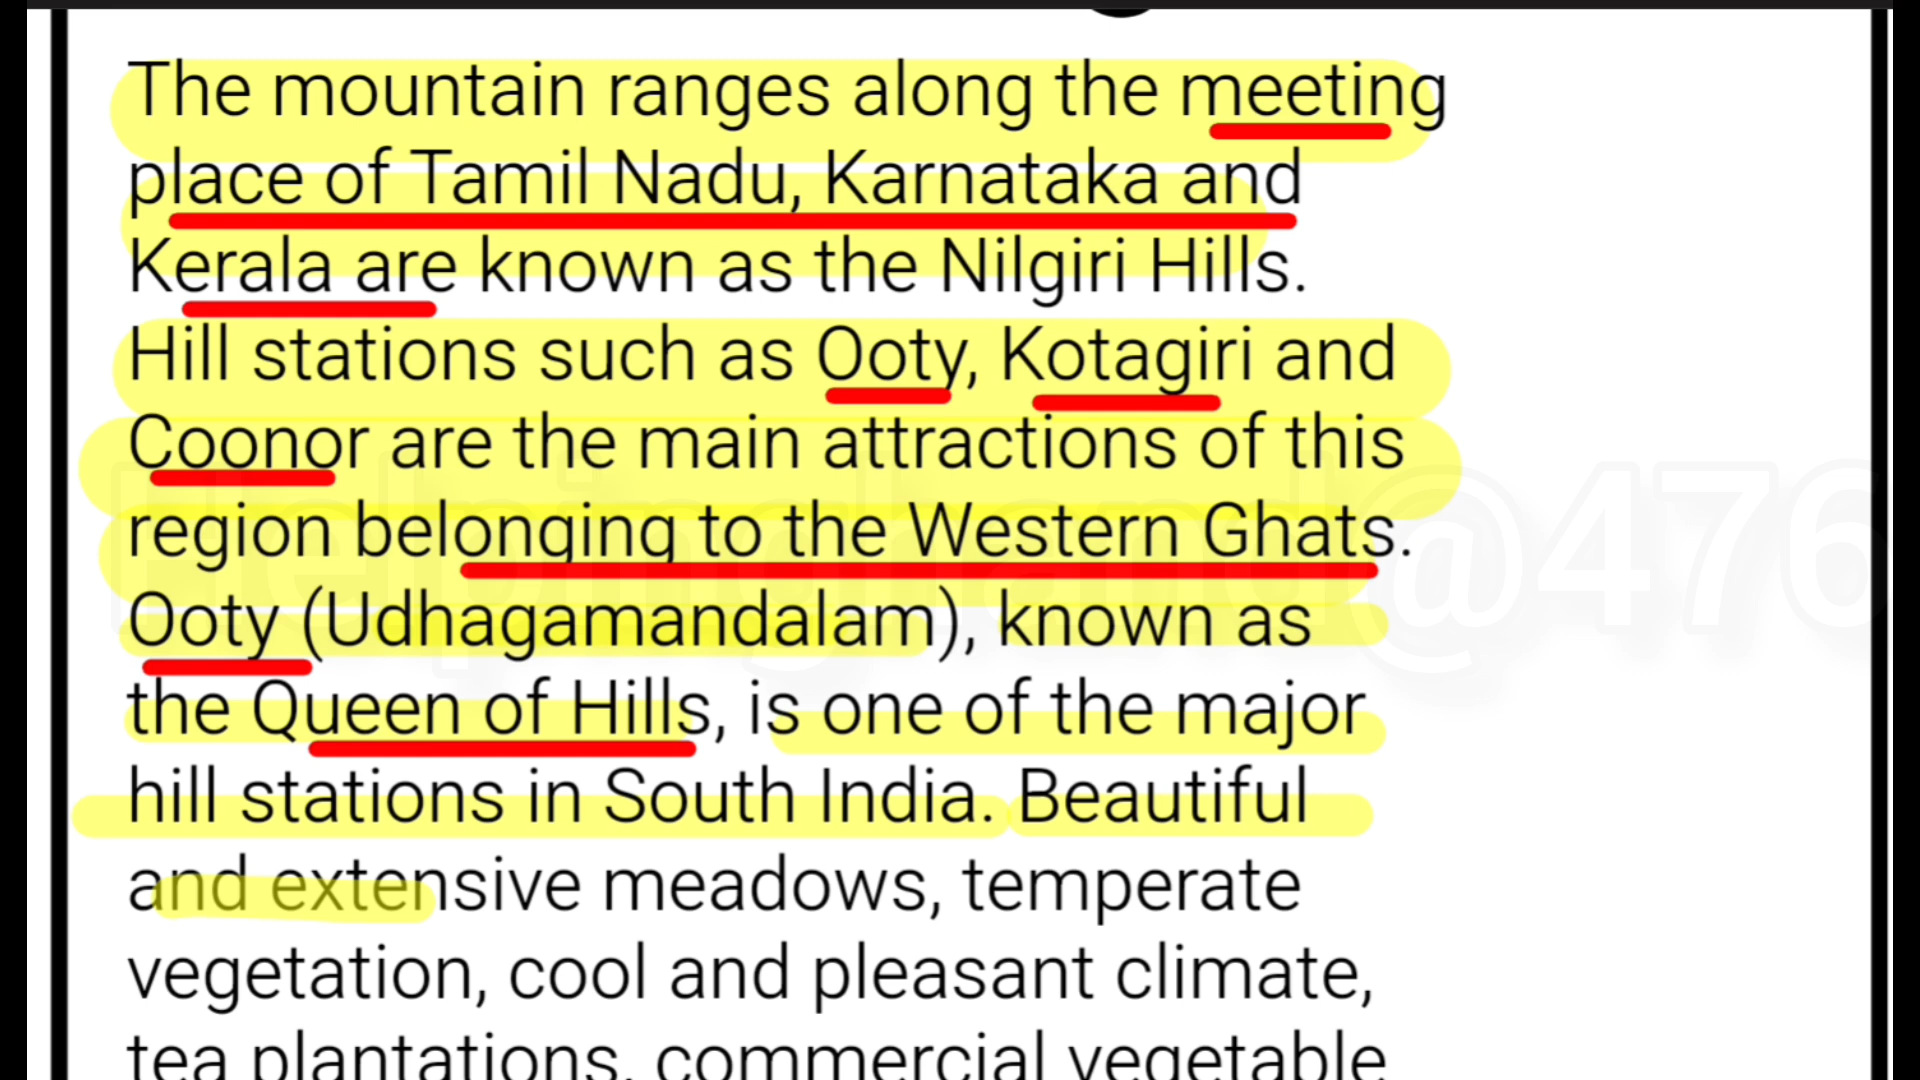 The mountain ranges along the meeting
place of Tamil Nadu, Karnataka and
Kerala are known as the Nilgiri Hills.
Hill stations such as Ooty, Kotagiri and
Coonor are the main attractions of this
region belonging to the Western Ghats.
Helpinghand@476
Ooty (Udhagamandalam), known as
the Queen of Hills, is one of the major
hill stations in South India. Beautiful
and extensive meadows, temperate
vegetation, cool and pleasant climate,
tea plantations, commercial vegetable